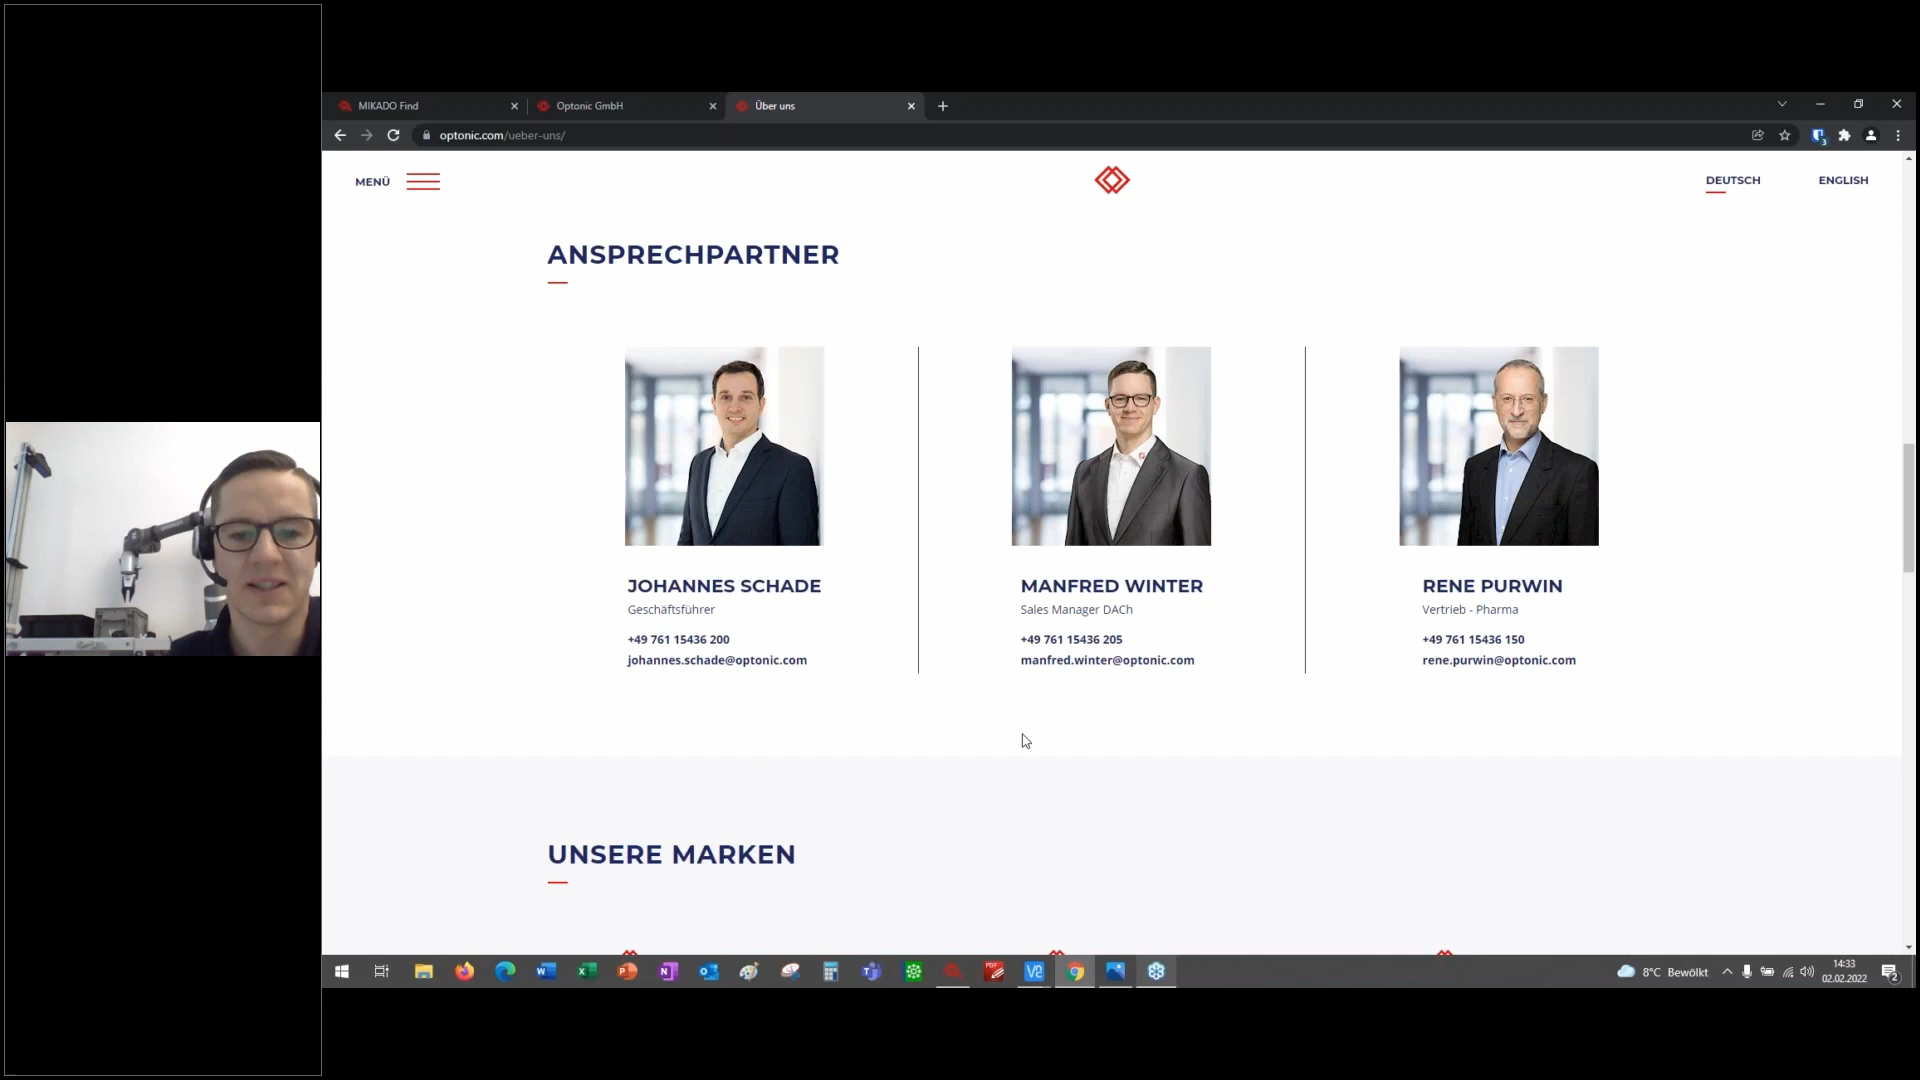 MIKADO Find
Optonic GmbH
Über uns
optonic.com/ueber-uns/
MENÜ
DEUTSCH
ENGLISH
ANSPRECHPARTNER
JOHANNES SCHADE
Geschäftsführer
+49 761 15436 200
johannes.schade@optonic.com
MANFRED WINTER
Sales Manager DACh
+49 761 15436 205
manfred.winter@optonic.com
RENE PURWIN
Vertrieb - Pharma
+49 761 15436 150
rene.purwin@optonic.com
UNSERE MARKEN
8°C Bewölkt
14:33
02.02.2022
2